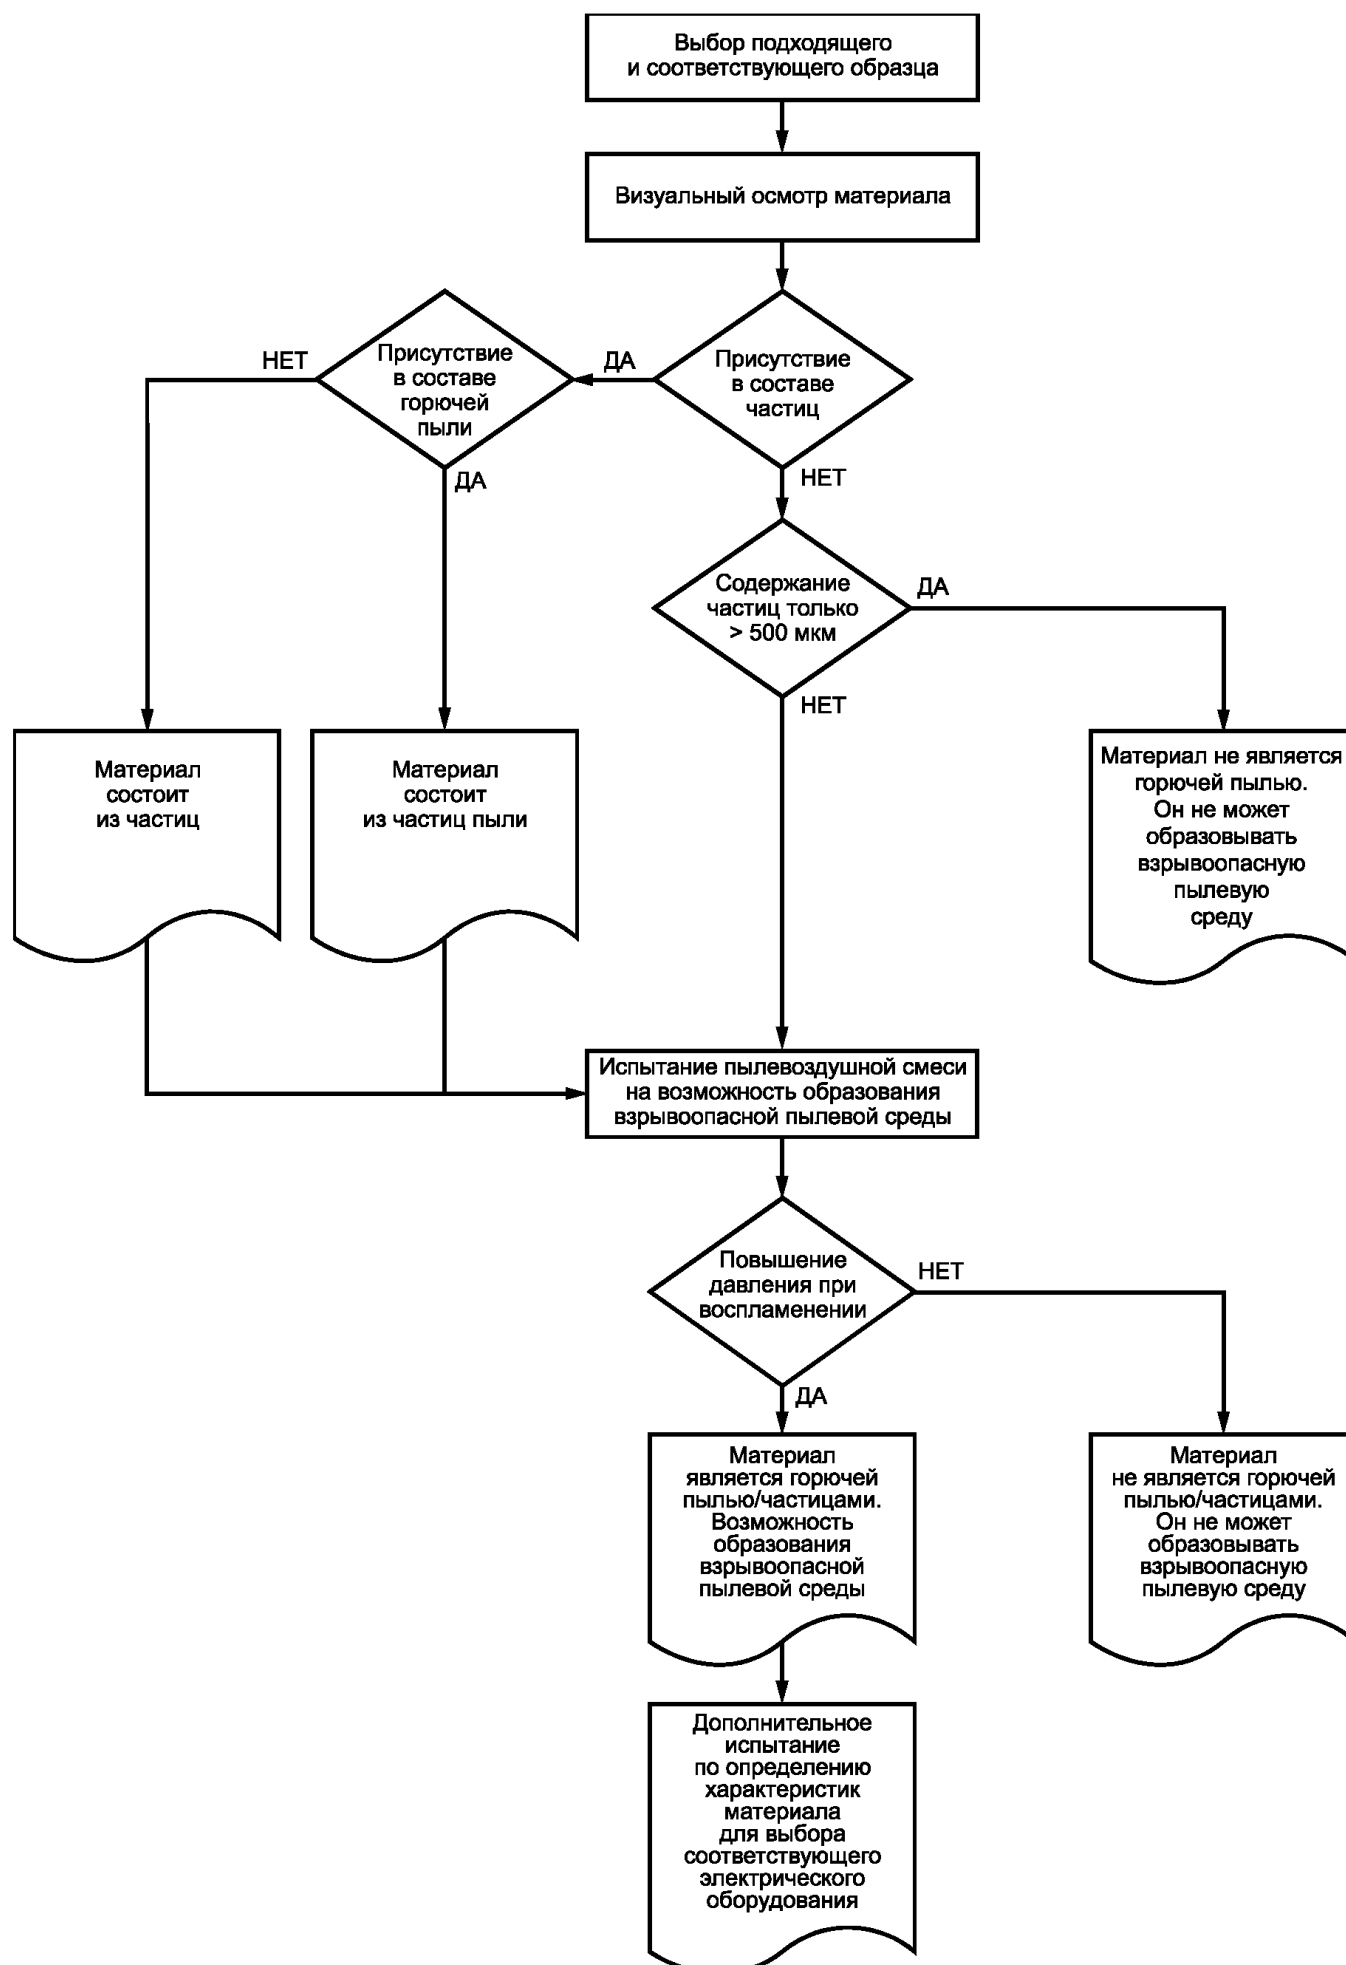 Выбор подходящего
и соответствующего образца
Визуальный осмотр материала
Присутствие
в составе
частиц
ДА
НЕТ
Присутствие
в составе
горючей
пыли
НЕТ
ДА
Содержание
частиц только
> 500 мкм
ДА
НЕТ
Материал
состоит
из частиц
Материал
состоит
из частиц пыли
Материал не является
горючей пылью.
Он не может
образовывать
взрывоопасную
пылевую
среду
Испытание пылевоздушной смеси
на возможность образования
взрывоопасной пылевой среды
Повышение
давления при
воспламенении
НЕТ
ДА
Материал
является горючей
пылью/частицами.
Возможность
образования
взрывоопасной
пылевой среды
Материал
не является горючей
пылью/частицами.
Он не может
образовывать
взрывоопасную
пылевую среду
Дополнительное
испытание
по определению
характеристик
материала
для выбора
соответствующего
электрического
оборудования